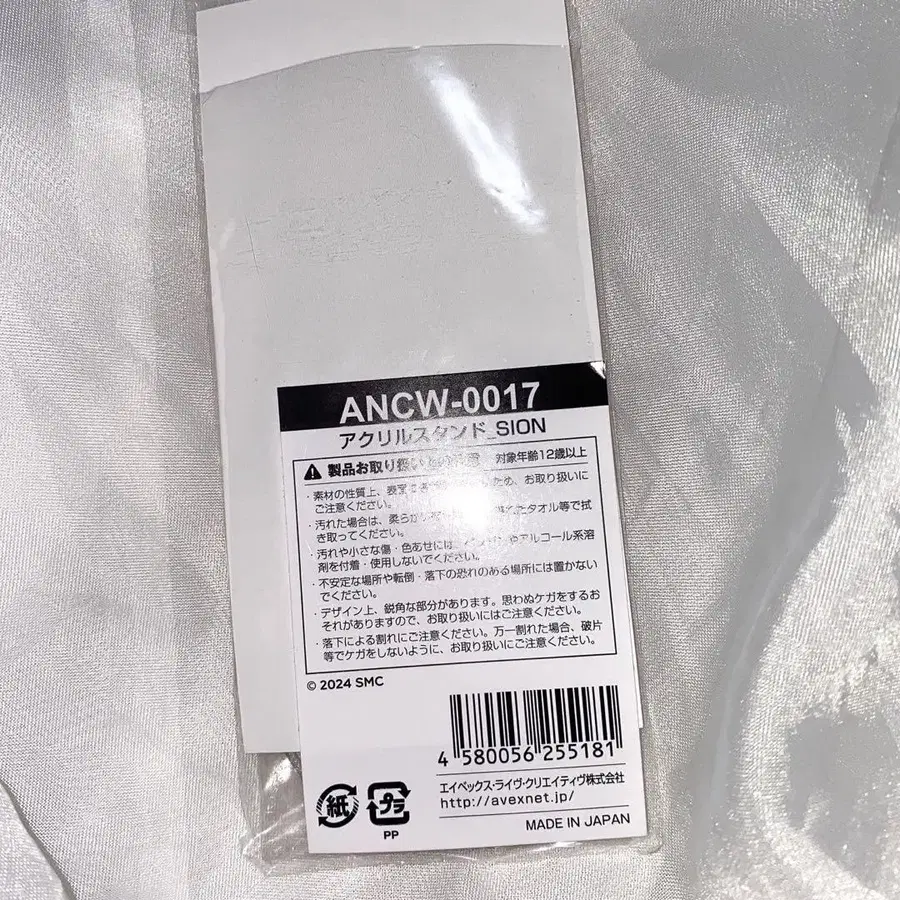 ANCW-0017
アクリルスタンド_SION
製品お取り扱い 対象年齢12歳以上
・素材の性質上、表 ため、お取り扱いに
ご注意ください。
・汚れた場合は、柔らか タオル等で拭
き取ってください。
・汚れや小さな傷・色あせには、 アルコール系溶
剤を付着・使用しないでください。
・不安定な場所や転倒・落下の恐れのある場所には置かない
でください。
・デザイン上、鋭角な部分があります。思わぬケガをするお
それがありますので、お取り扱いにはご注意ください。
・落下による割れにご注意ください。万一割れた場合、破片
等でケガをしないように、お取り扱いにご注意ください。
© 2024 SMC
4 580056 255181
エイベックス・ライヴ・クリエイティヴ株式会社
http://avexnet.jp/
紙 プラ
PP
MADE IN JAPAN